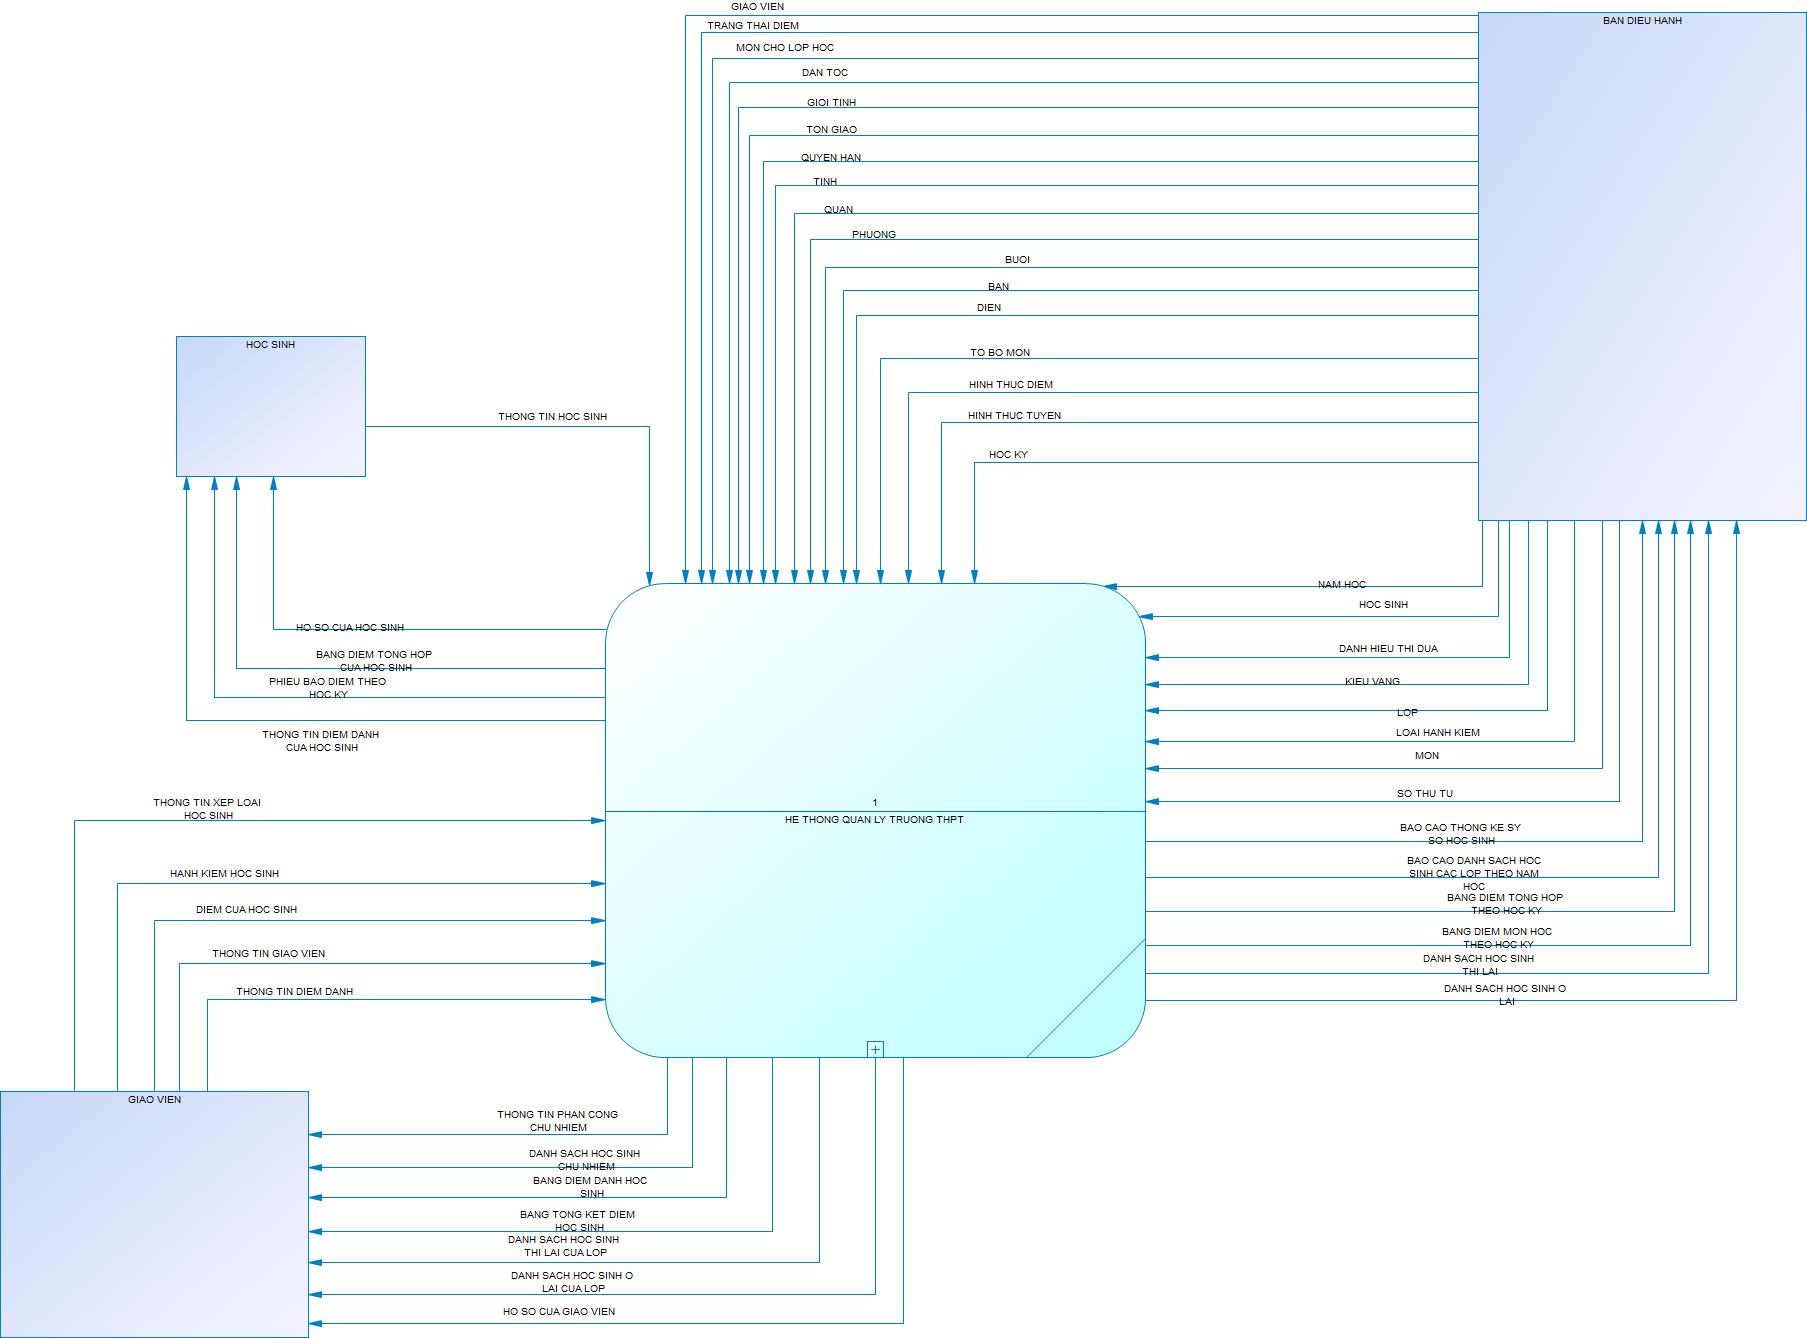 GIAO VIEN
BAN DIEU HANH
TRANG THAI DIEM
MON CHO LOP HOC
DAN TOC
GIOI TINH
TON GIAO
QUYEN HAN
TINH
QUAN
PHUONG
BUOI
BAN
DIEN
HOC SINH
TO BO MON
HINH THUC DIEM
THONG TIN HOC SINH
HINH THUC TUYEN
HOC KY
NAM HOC
HOC SINH
HO SO CUA HOC SINH
DANH HIEU THI DUA
BANG DIEM TONG HOP
CUA HOC SINH
KIEU VANG
PHIEU BAO DIEM THEO
HOC KY
LOP
LOAI HANH KIEM
THONG TIN DIEM DANH
CUA HOC SINH
MON
SO THU TU
THONG TIN XEP LOAI
HOC SINH
1
HE THONG QUAN LY TRUONG THPT
BAO CAO THONG KE SY
SO HOC SINH
BAO CAO DANH SACH HOC
SINH CAC LOP THEO NAM
HOC
HANH KIEM HOC SINH
BANG DIEM TONG HOP
THEO HOC KY
DIEM CUA HOC SINH
BANG DIEM MON HOC
THEO HOC KY
THONG TIN GIAO VIEN
DANH SACH HOC SINH
THI LAI
THONG TIN DIEM DANH
DANH SACH HOC SINH O
LAI
GIAO VIEN
THONG TIN PHAN CONG
CHU NHIEM
DANH SACH HOC SINH
CHU NHIEM
BANG DIEM DANH HOC
SINH
BANG TONG KET DIEM
HOC SINH
DANH SACH HOC SINH
THI LAI CUA LOP
DANH SACH HOC SINH O
LAI CUA LOP
HO SO CUA GIAO VIEN